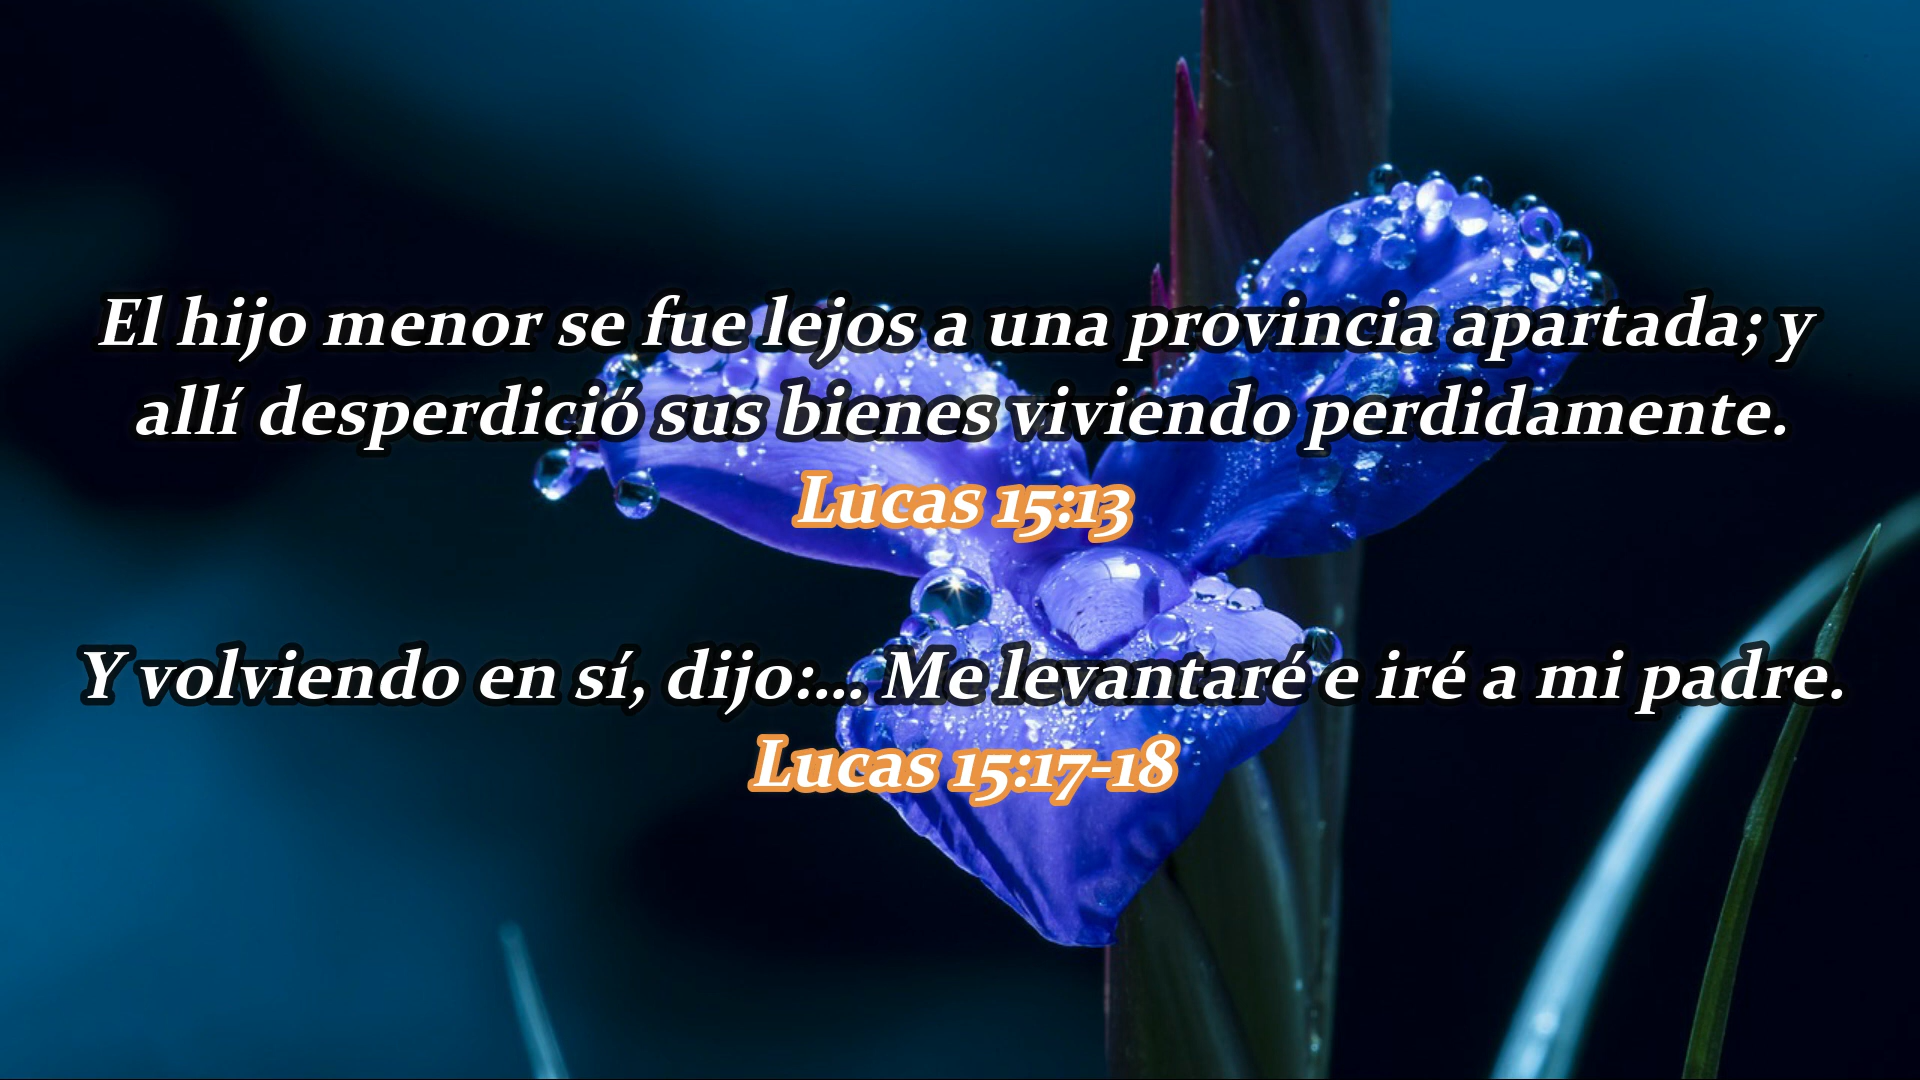 El hijo menor se fue lejos a una provincia apartada; y
allí desperdició sus bienes viviendo perdidamente.
Lucas 15:13
Y volviendo en sí, dijo:... Me levantaré e iré a mi padre.
Lucas 15:17-18